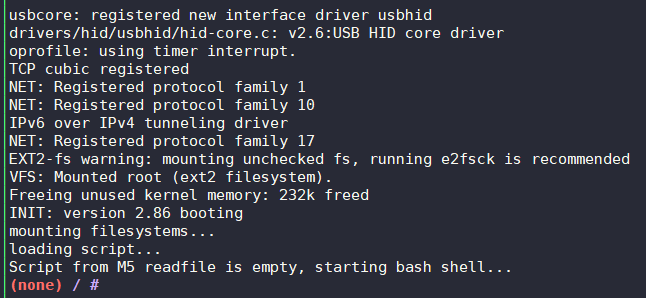 usbcore: registered new interface driver usbhid
drivers/hid/usbhid/hid-core.c: v2.6:USB HID core driver
oprofile: using timer interrupt.
TCP cubic registered
NET: Registered protocol family 1
NET: Registered protocol family 10
IPv6 over IPv4 tunneling driver
NET: Registered protocol family 17
EXT2-fs warning: mounting unchecked fs, running e2fsck is recommended
VFS: Mounted root (ext2 filesystem).
Freeing unused kernel memory: 232k freed
INIT: version 2.86 booting
mounting filesystems...
loading script...
Script from M5 readfile is empty, starting bash shell...
(none) / #